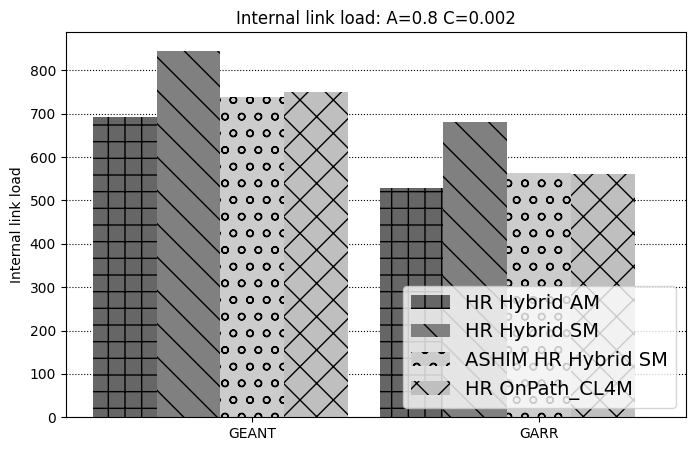 Internal link load: A=0.8 C=0.002
Internal link load
800
700
600
500
400
300
200
100
0
GEANT
GARR
HR Hybrid AM
HR Hybrid SM
ASHIM HR Hybrid SM
HR OnPath_CL4M